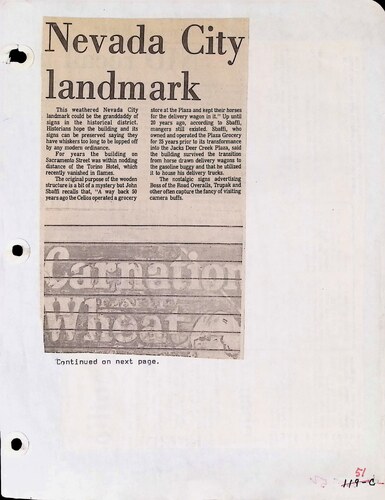 Nevada City
landmark
This weathered Nevada City
landmark could be the granddaddy of
signs in the historical district.
Historians hope the building and its
signs can be preserved saying they
have whiskers too long to be lopped off
by any modern ordinance.
For years the building on
Sacramento Street was within nodding
distance of the Torino Hotel, which
recently vanished in flames.
The original purpose of the wooden
structure is a bit of a mystery but John
Sbaffi recalls that, "A way back 50
years ago the Celios operated a grocery
store at the Plaza and kept their horses
for the delivery wagon in it." Up until
20 years ago, according to Sbaffi,
mangers still existed. Sbaffi, who
owned and operated the Plaza Grocery
for 15 years prior to its transformation
into the Jacks Deer Creek Plaza, said
the building survived the transition
from horse drawn delivery wagons to
the gasoline buggy and that he utilized
it to house his delivery trucks.
The nostalgic signs advertising
Boss of the Road Overalls, Trupak and
other often capture the fancy of visiting
camera buffs.
Carnation
Wheat
Continued on next page.
51
119-C